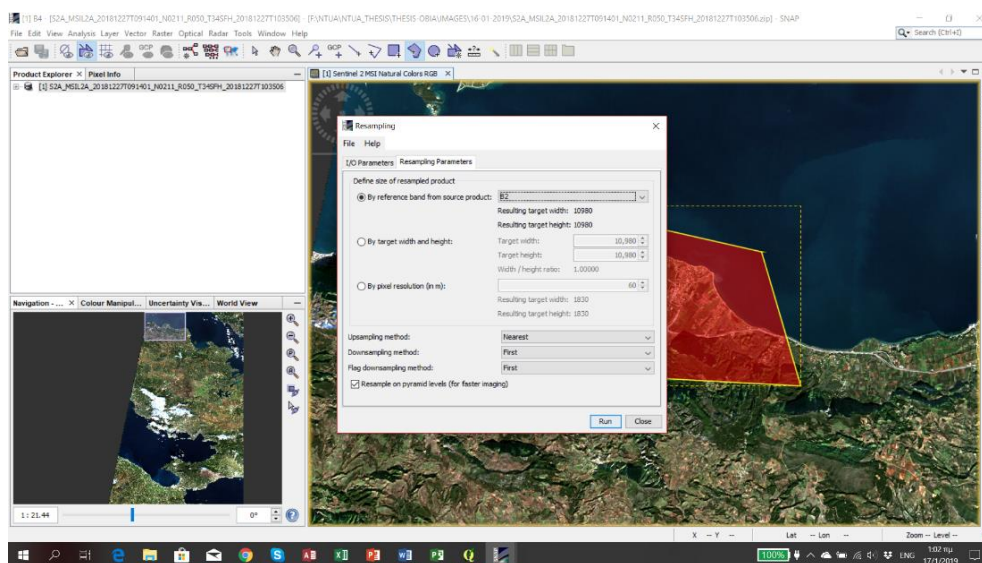 [1] B4 - [S2A_MSIL2A_20181227T091401_N0211_R050_T34SFH_20181227T103506] - [F:\NTUA\NTUA_THESIS\THESIS-OBIA\IMAGES\16-01-2019\S2A_MSIL2A_20181227T091401_N0211_R050_T34SFH_20181227T103506.zip] - SNAP
File Edit View Analysis Layer Vector Raster Optical Radar Tools Window Help
Search (Ctrl+I)
GCP GCP
Product Explorer × Pixel Info
[1] Sentinel 2 MSI Natural Colors RGB ×
[1] S2A_MSIL2A_20181227T091401_N0211_R050_T34SFH_20181227T103506
Resampling
File Help
I/O Parameters Resampling Parameters
Define size of resampled product
By reference band from source product: B2
Resulting target width: 10980
Resulting target height: 10980
By target width and height: Target width: 10,980
Target height: 10,980
Width / height ratio: 1.00000
By pixel resolution (in m): 60
Resulting target width: 1830
Resulting target height: 1830
Upsampling method: Nearest
Downsampling method: First
Flag downsampling method: First
Resample on pyramid levels (for faster imaging)
Run Close
Navigation - ... × Colour Manipul... Uncertainty Vis... World View
1 : 21.44 0°
X -- Y -- Lat -- Lon -- Zoom -- Level --
100% ENG 1:02 πμ
17/1/2019